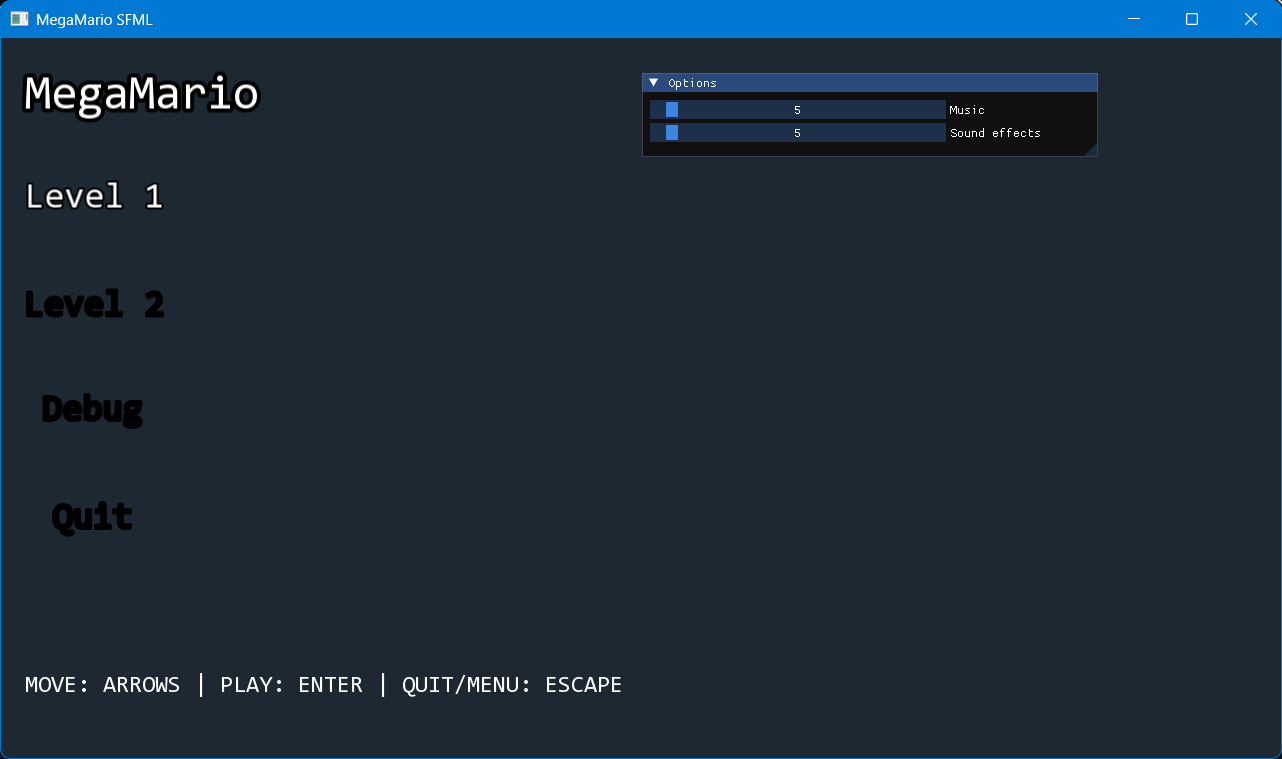 MegaMario SFML
MegaMario
Options
5 Music
5 Sound effects
Level 1
Level 2
Debug
Quit
MOVE: ARROWS | PLAY: ENTER | QUIT/MENU: ESCAPE